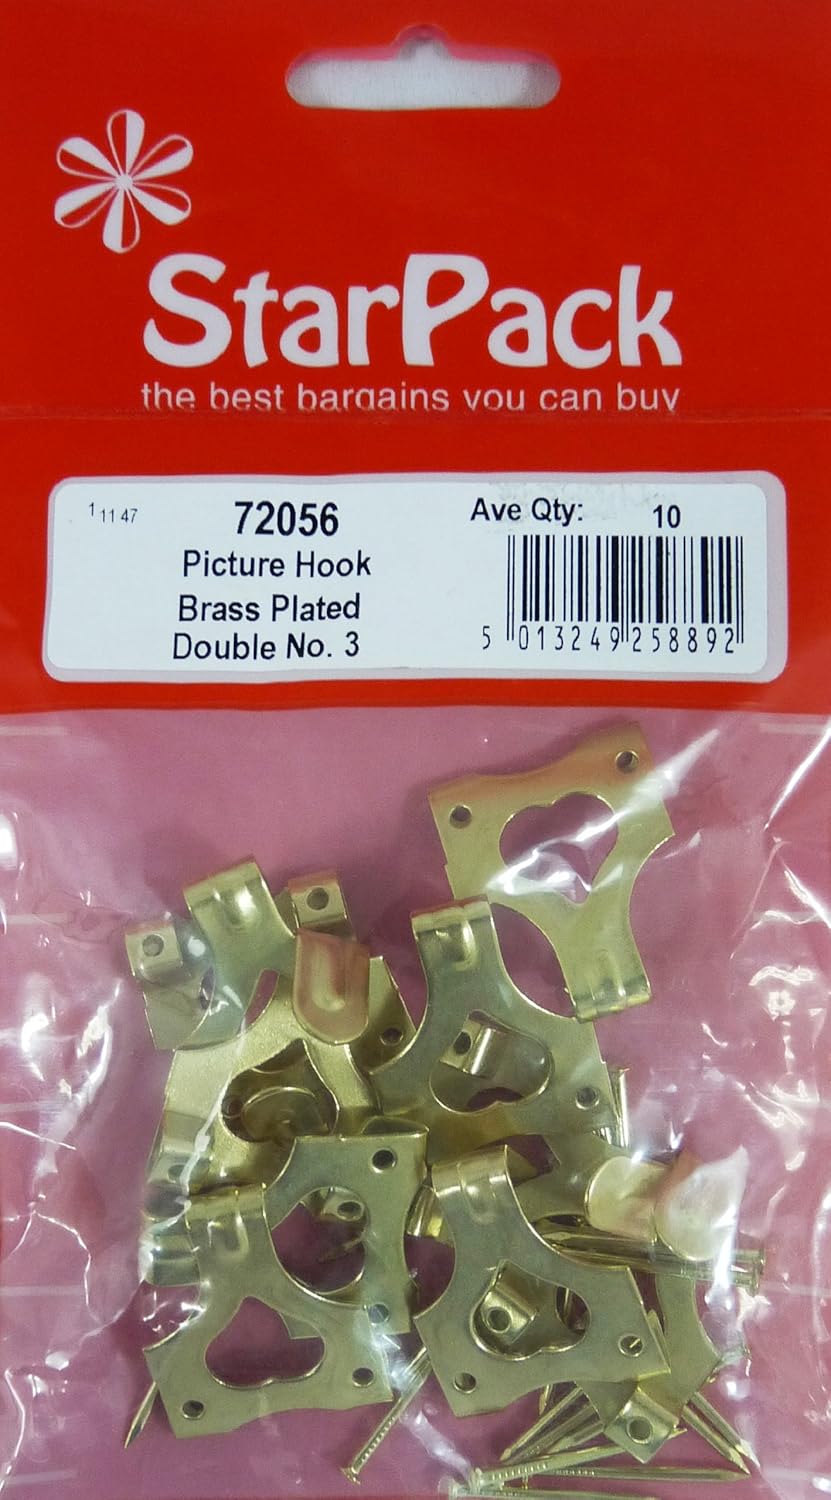 StarPack
the best bargains you can buy
1 11 47
72056
Ave Qty: 10
Picture Hook
Brass Plated
Double No. 3
5 013249 258892